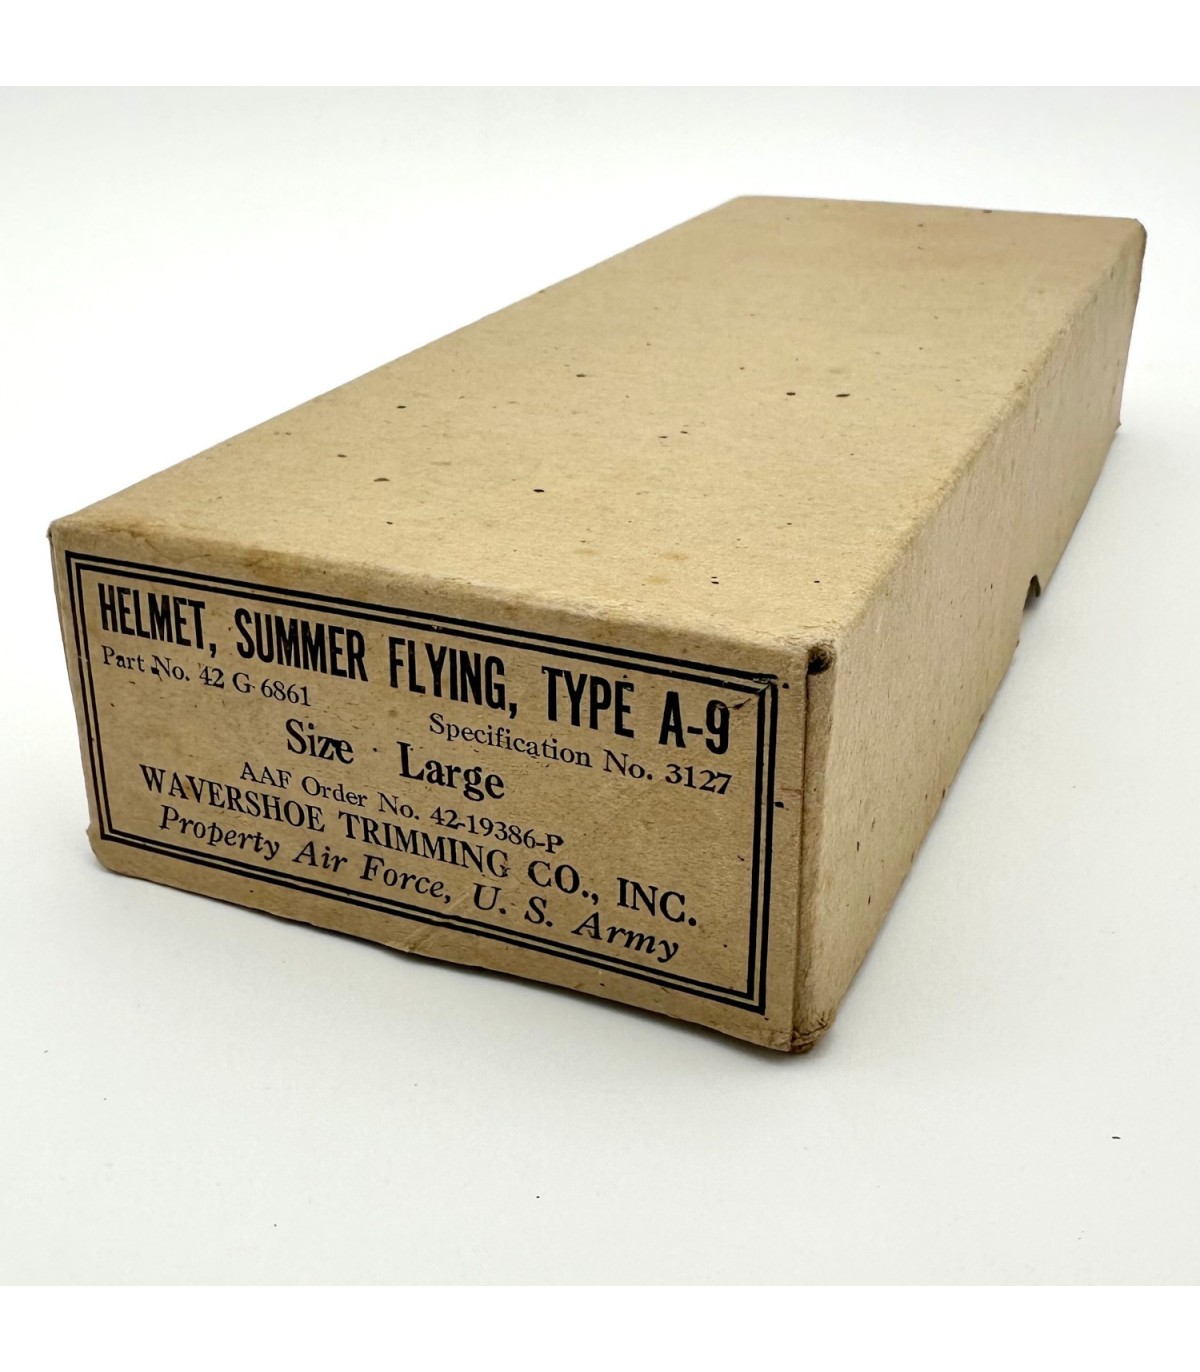 HELMET, SUMMER FLYING, TYPE A-9
Part No. 42 G 6861 Specification No. 3127
Size Large
AAF Order No. 42-19386-P
WAVERSHOE TRIMMING CO., INC.
Property Air Force, U. S. Army